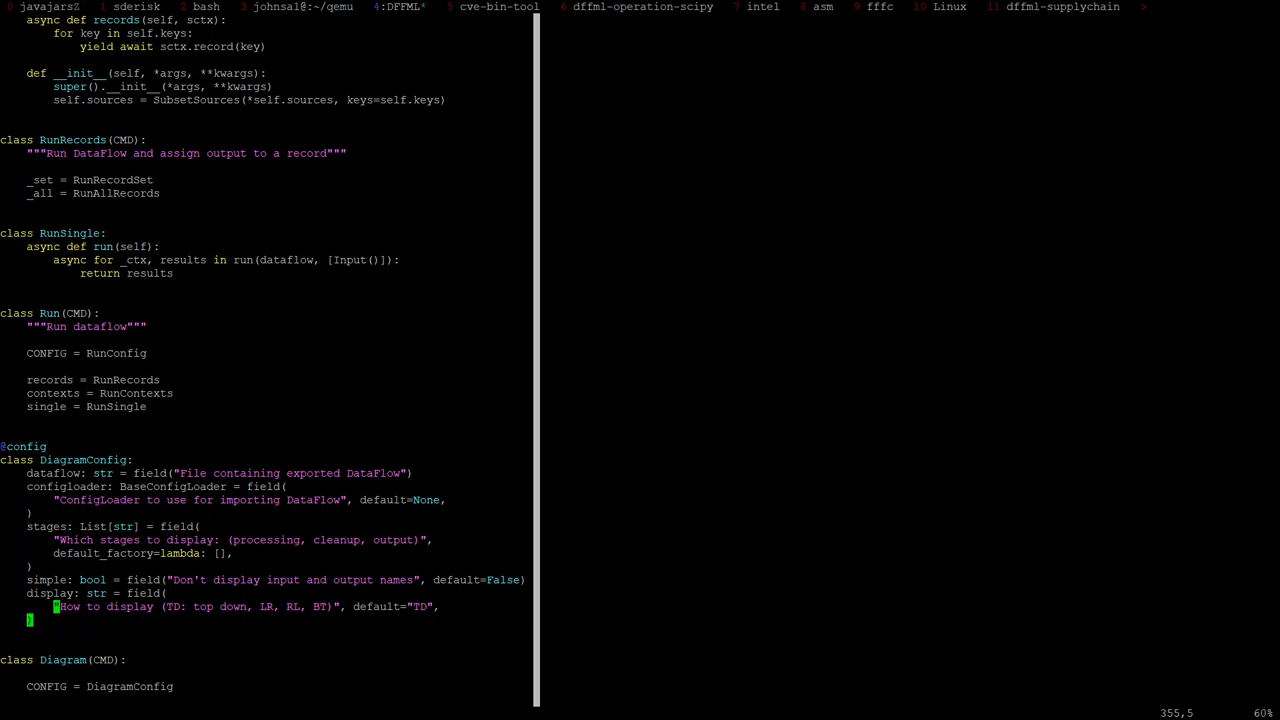 0 javajarsZ 1 sderisk 2 bash 3 johnsal@:~/qemu 4:DFFML* 5 cve-bin-tool 6 dffml-operation-scipy 7 intel 8 asm 9 fffc 10 Linux 11 dffml-supplychain >
    async def records(self, sctx):
        for key in self.keys:
            yield await sctx.record(key)
    def __init__(self, *args, **kwargs):
        super().__init__(*args, **kwargs)
        self.sources = SubsetSources(*self.sources, keys=self.keys)
class RunRecords(CMD):
    """Run DataFlow and assign output to a record"""
    _set = RunRecordSet
    _all = RunAllRecords
class RunSingle:
    async def run(self):
        async for _ctx, results in run(dataflow, [Input()]):
            return results
class Run(CMD):
    """Run dataflow"""
    CONFIG = RunConfig
    records = RunRecords
    contexts = RunContexts
    single = RunSingle
@config
class DiagramConfig:
    dataflow: str = field("File containing exported DataFlow")
    configloader: BaseConfigLoader = field(
        "ConfigLoader to use for importing DataFlow", default=None,
    )
    stages: List[str] = field(
        "Which stages to display: (processing, cleanup, output)",
        default_factory=lambda: [],
    )
    simple: bool = field("Don't display input and output names", default=False)
    display: str = field(
        "How to display (TD: top down, LR, RL, BT)", default="TD",
    )
class Diagram(CMD):
    CONFIG = DiagramConfig
355,5 60%